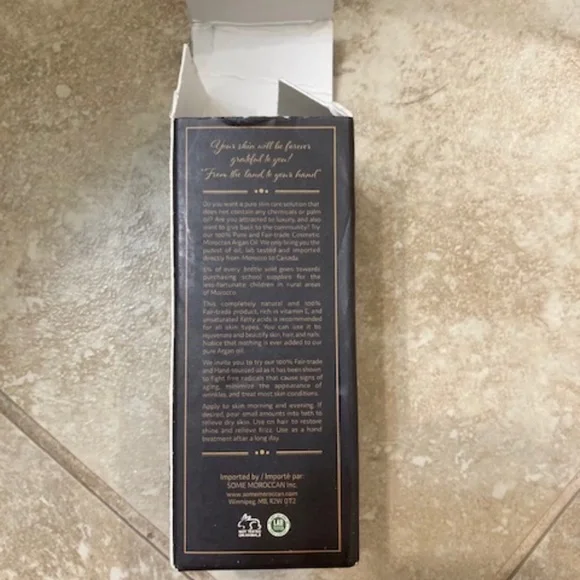 Your skin will be forever
grateful to you!
"From the land, to your hand"
Do you want a pure skin care solution that
does not contain any chemicals or palm
oil? Are you attracted to luxury, and also
want to give back to the community? Try
our 100% Pure and Fair-trade Cosmetic
Moroccan Argan Oil. We only bring you the
purest of oil, lab tested and imported
directly from Morocco to Canada.
5% of every bottle sold goes towards
purchasing school supplies for the
less-fortunate children in rural areas
of Morocco.
This completely natural and 100%
Fair-trade product, rich in vitamin E, and
unsaturated fatty acids is recommended
for all skin types. You can use it to
rejuvenate and beautify skin, hair, and nails.
Notice that nothing is ever added to our
pure Argan oil.
We invite you to try our 100% Fair-trade
and Hand-sourced oil as it has been shown
to fight free radicals that cause signs of
aging, minimize the appearance of
wrinkles, and treat most skin conditions.
Apply for skin morning and evening. If
desired, pour small amounts into bath to
relieve dry skin. Use on hair to restore
shine and relieve frizz. Use as a hand
treatment after a long day.
Imported by / Importé par:
SOME MOROCCAN Inc.
www.somemoroccan.com
Winnipeg, MB, R2W 0T2
NOT TESTED
ON ANIMALS
LAB